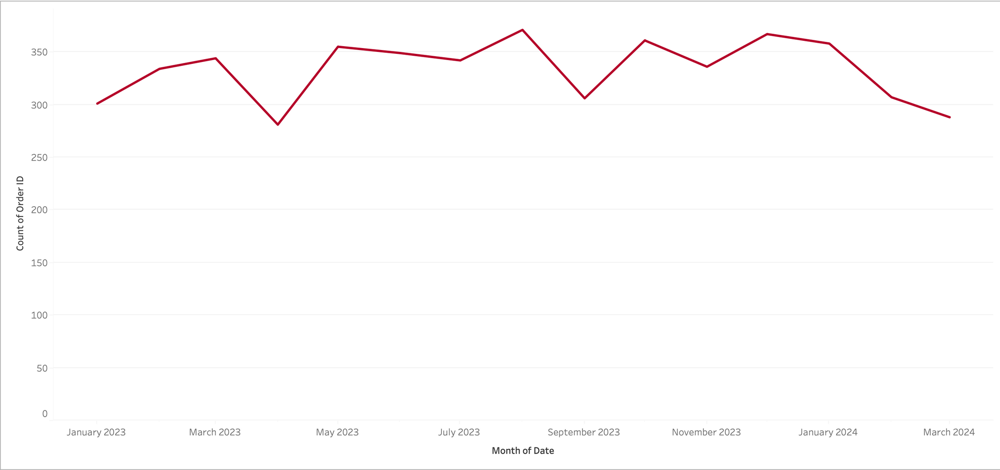 350
300
250
200
150
100
50
0
Count of Order ID
January 2023 March 2023 May 2023 July 2023 September 2023 November 2023 January 2024 March 2024
Month of Date